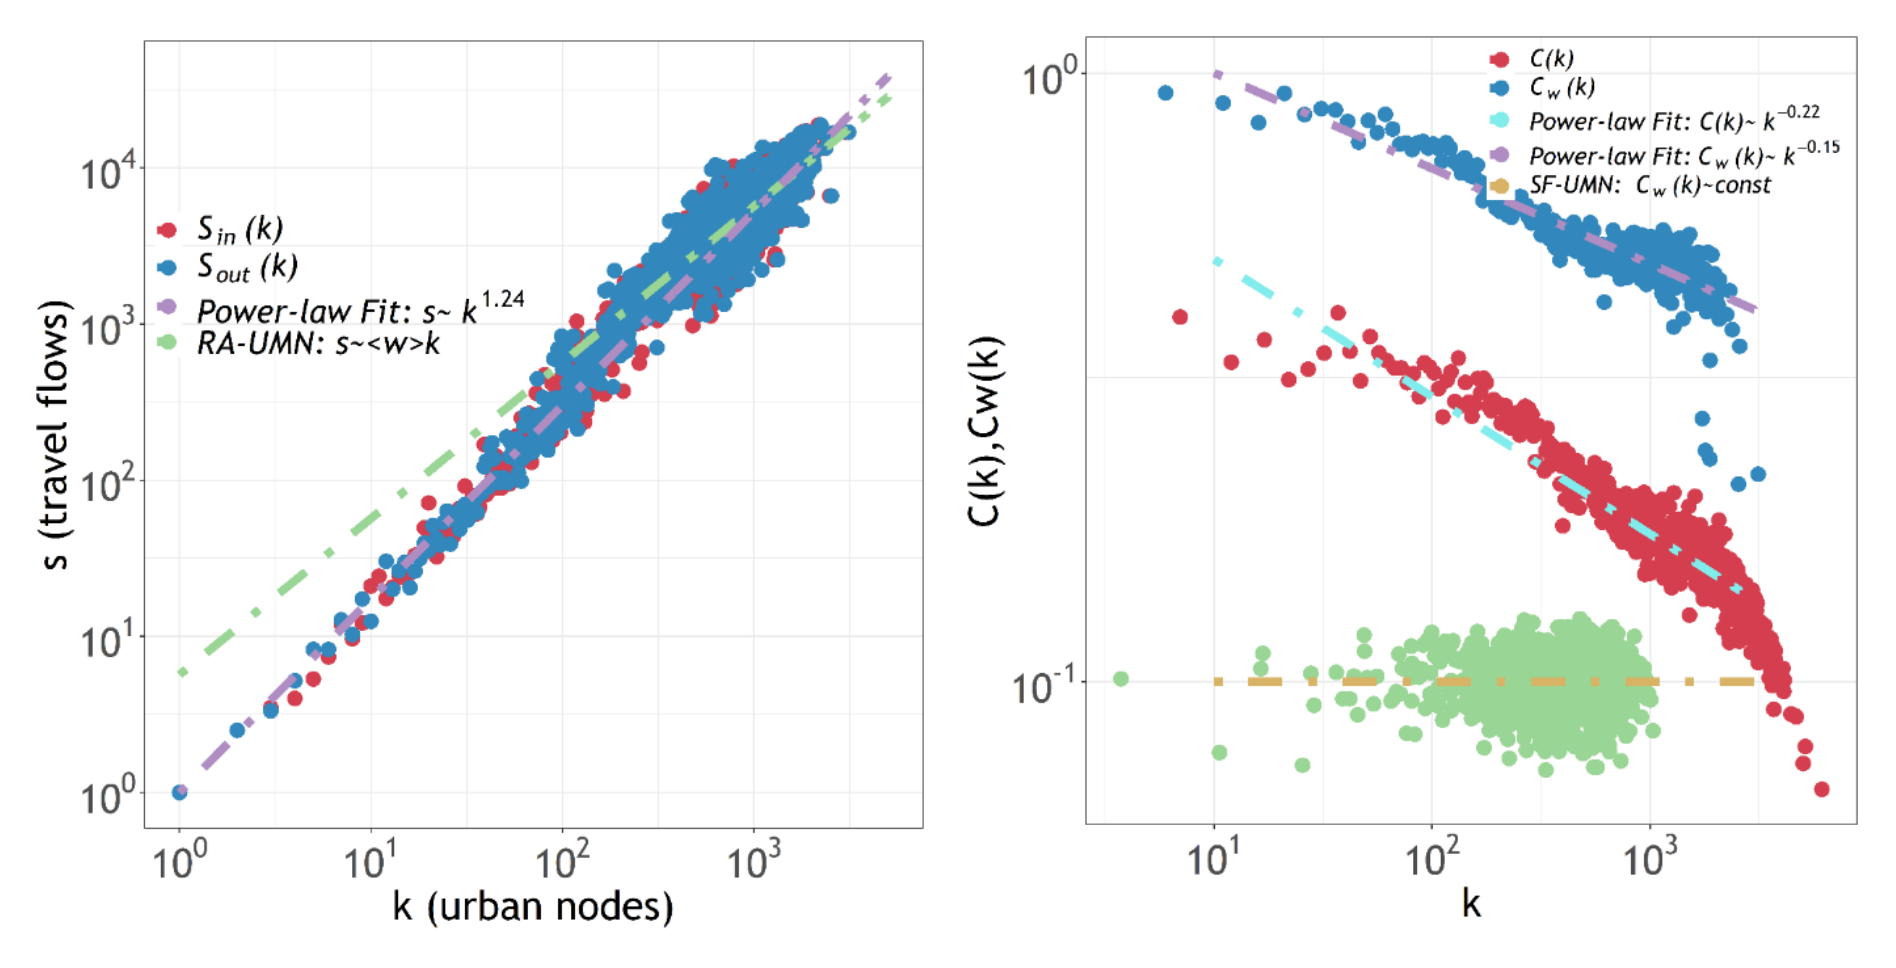 s (travel flows)
10^4
10^3
10^2
10^1
10^0
S_in (k)
S_out (k)
Power-law Fit: s~ k^1.24
RA-UMN: s~<w>k
10^0
10^1
10^2
10^3
k (urban nodes)
C(k),Cw(k)
10^0
10^-1
C(k)
C_w (k)
Power-law Fit: C(k)~ k^−0.22
Power-law Fit: C_w (k)~ k^−0.15
SF-UMN: C_w (k)~const
10^1
10^2
10^3
k